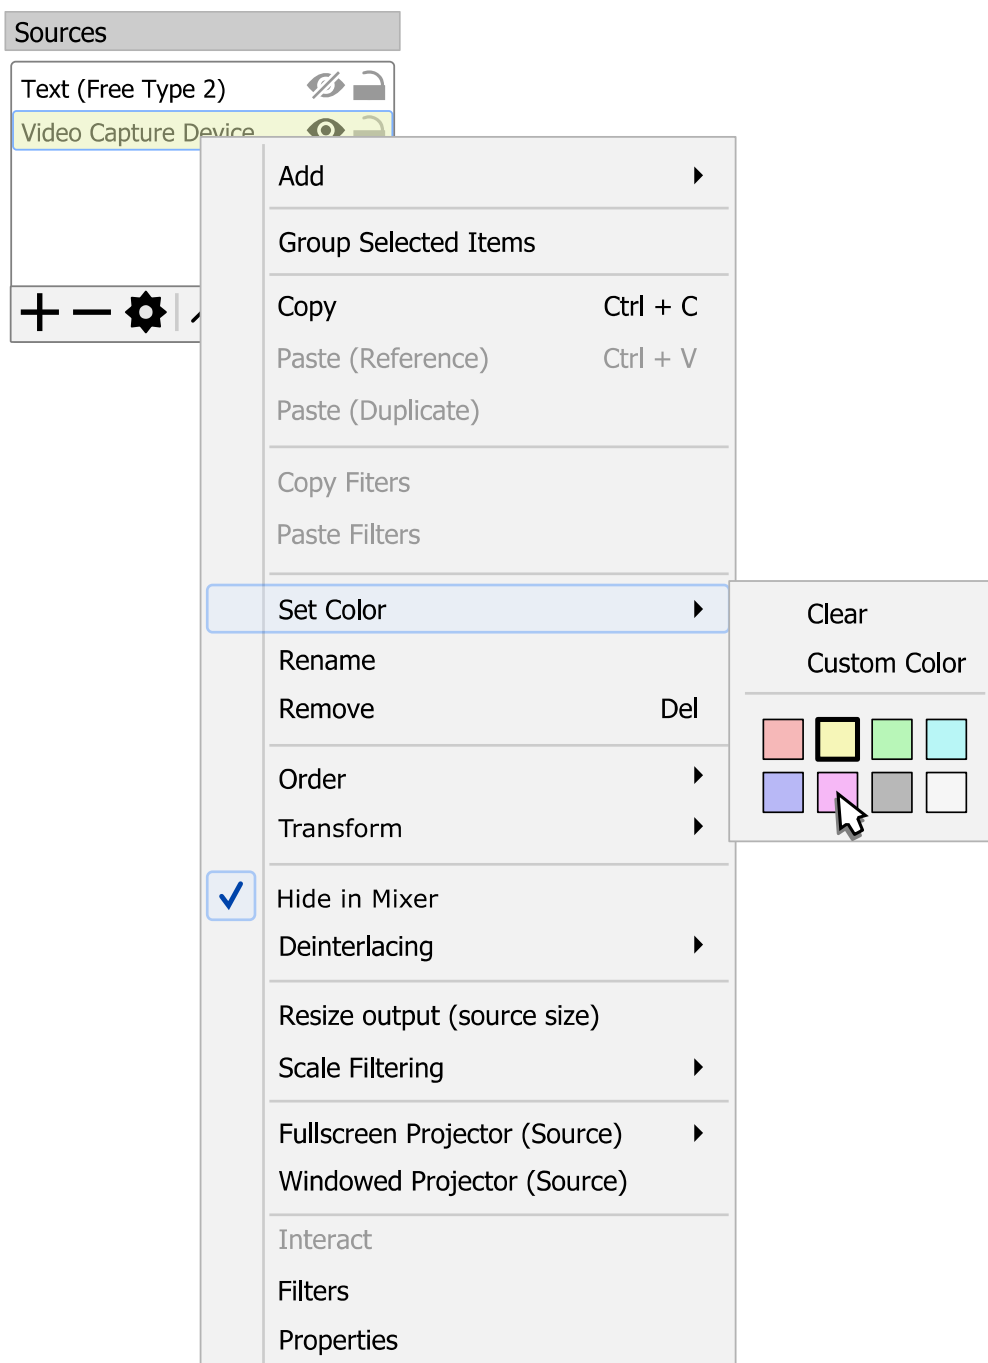 Sources
Text (Free Type 2)
Video Capture Device
Add
Group Selected Items
Copy Ctrl + C
Paste (Reference) Ctrl + V
Paste (Duplicate)
Copy Fiters
Paste Filters
Set Color
Rename
Remove Del
Order
Transform
Hide in Mixer
Deinterlacing
Resize output (source size)
Scale Filtering
Fullscreen Projector (Source)
Windowed Projector (Source)
Interact
Filters
Properties
Clear
Custom Color